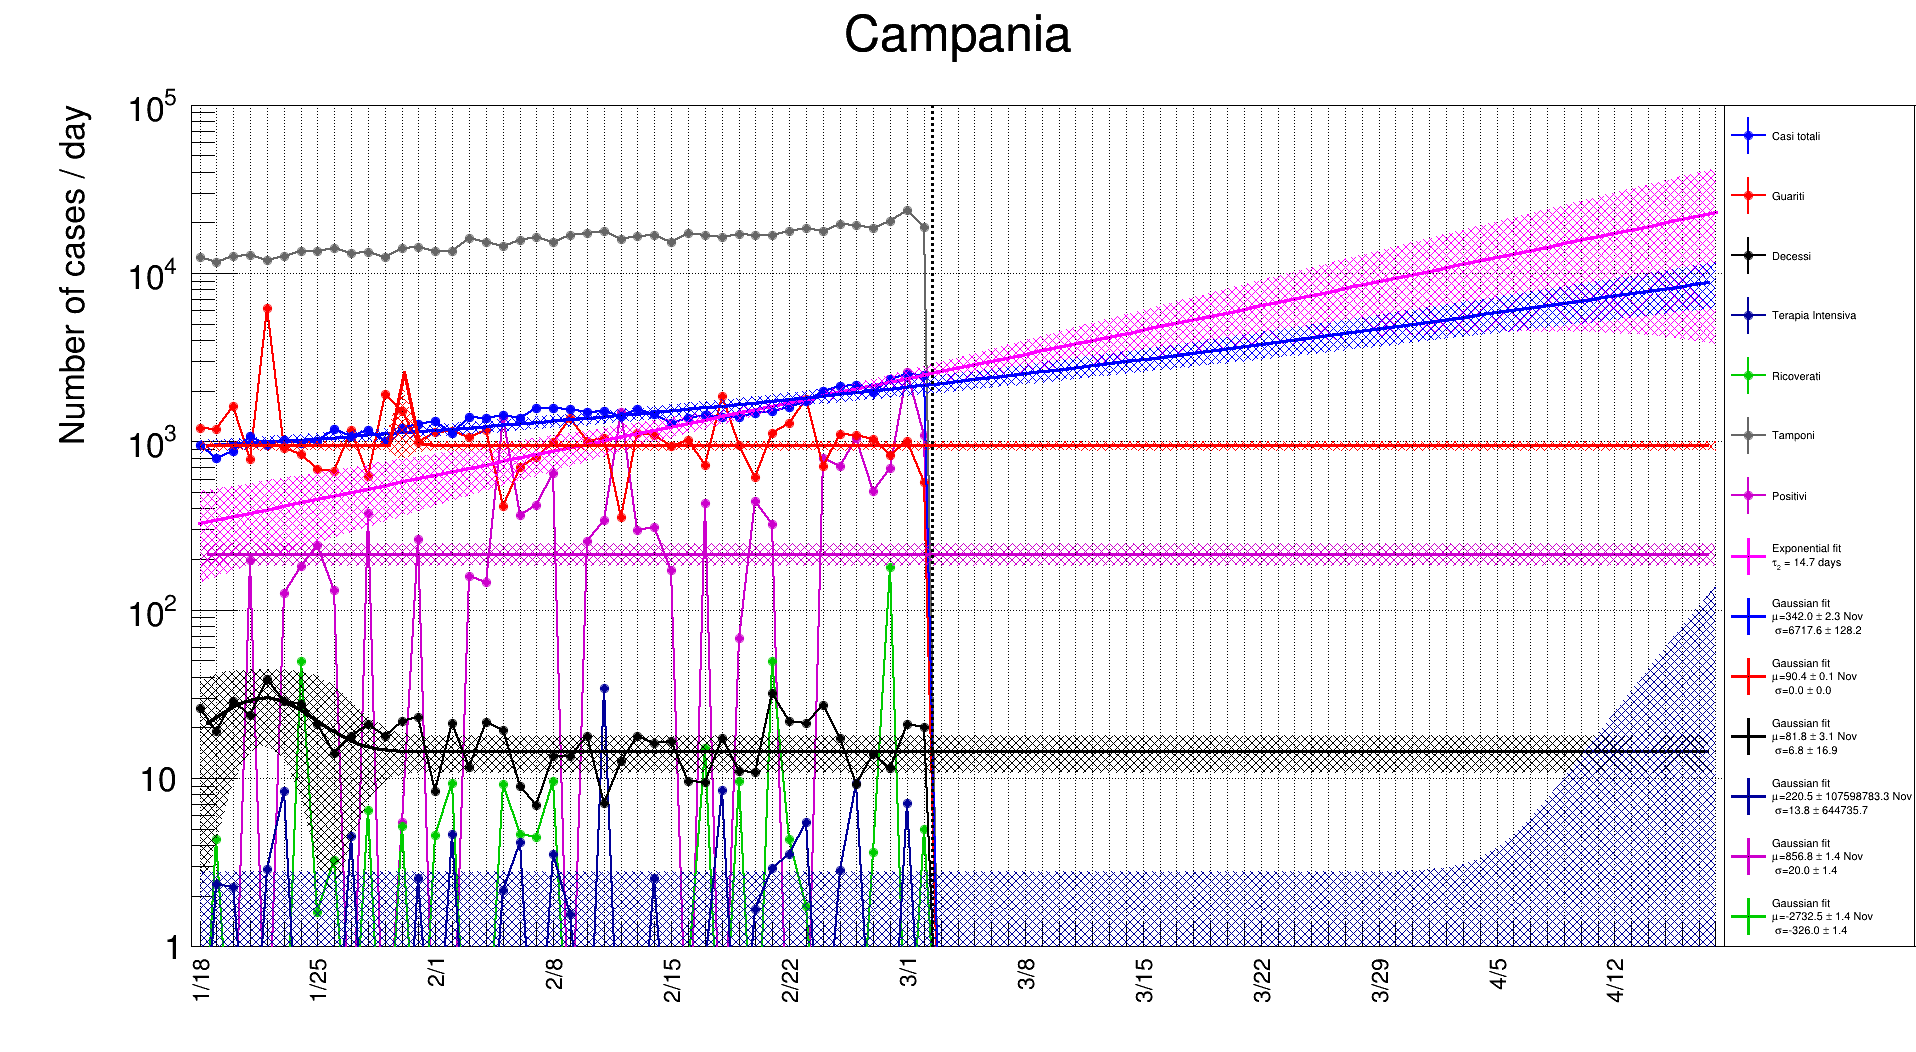 Campania
Number of cases / day
10^5
10^4
10^3
10^2
10
1
1/18
1/25
2/1
2/8
2/15
2/22
3/1
3/8
3/15
3/22
3/29
4/5
4/12
Casi totali
Guariti
Decessi
Terapia Intensiva
Ricoverati
Tamponi
Positivi
Exponential fit
τ₂ = 14.7 days
Gaussian fit
μ=342.0 ± 2.3 Nov
σ=6717.6 ± 128.2
Gaussian fit
μ=90.4 ± 0.1 Nov
σ=0.0 ± 0.0
Gaussian fit
μ=81.8 ± 3.1 Nov
σ=6.8 ± 16.9
Gaussian fit
μ=220.5 ± 107598783.3 Nov
σ=13.8 ± 644735.7
Gaussian fit
μ=856.8 ± 1.4 Nov
σ=20.0 ± 1.4
Gaussian fit
μ=-2732.5 ± 1.4 Nov
σ=-326.0 ± 1.4